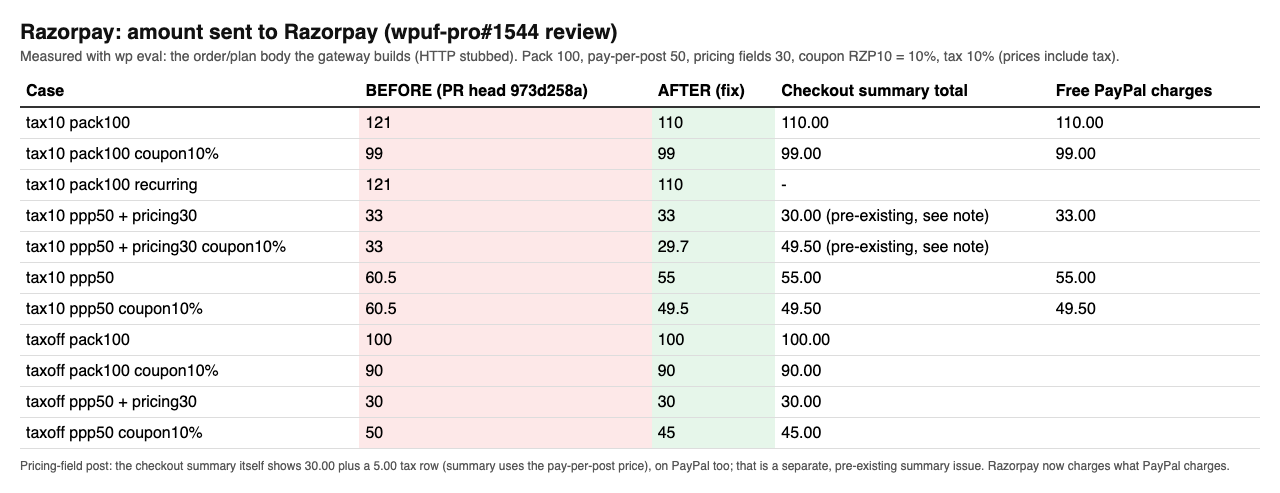 Razorpay: amount sent to Razorpay (wpuf-pro#1544 review)
Measured with wp eval: the order/plan body the gateway builds (HTTP stubbed). Pack 100, pay-per-post 50, pricing fields 30, coupon RZP10 = 10%, tax 10% (prices include tax).
Case BEFORE (PR head 973d258a) AFTER (fix) Checkout summary total Free PayPal charges
tax10 pack100 121 110 110.00 110.00
tax10 pack100 coupon10% 99 99 99.00 99.00
tax10 pack100 recurring 121 110 -
tax10 ppp50 + pricing30 33 33 30.00 (pre-existing, see note) 33.00
tax10 ppp50 + pricing30 coupon10% 33 29.7 49.50 (pre-existing, see note)
tax10 ppp50 60.5 55 55.00 55.00
tax10 ppp50 coupon10% 60.5 49.5 49.50 49.50
taxoff pack100 100 100 100.00
taxoff pack100 coupon10% 90 90 90.00
taxoff ppp50 + pricing30 30 30 30.00
taxoff ppp50 coupon10% 50 45 45.00
Pricing-field post: the checkout summary itself shows 30.00 plus a 5.00 tax row (summary uses the pay-per-post price), on PayPal too; that is a separate, pre-existing summary issue. Razorpay now charges what PayPal charges.